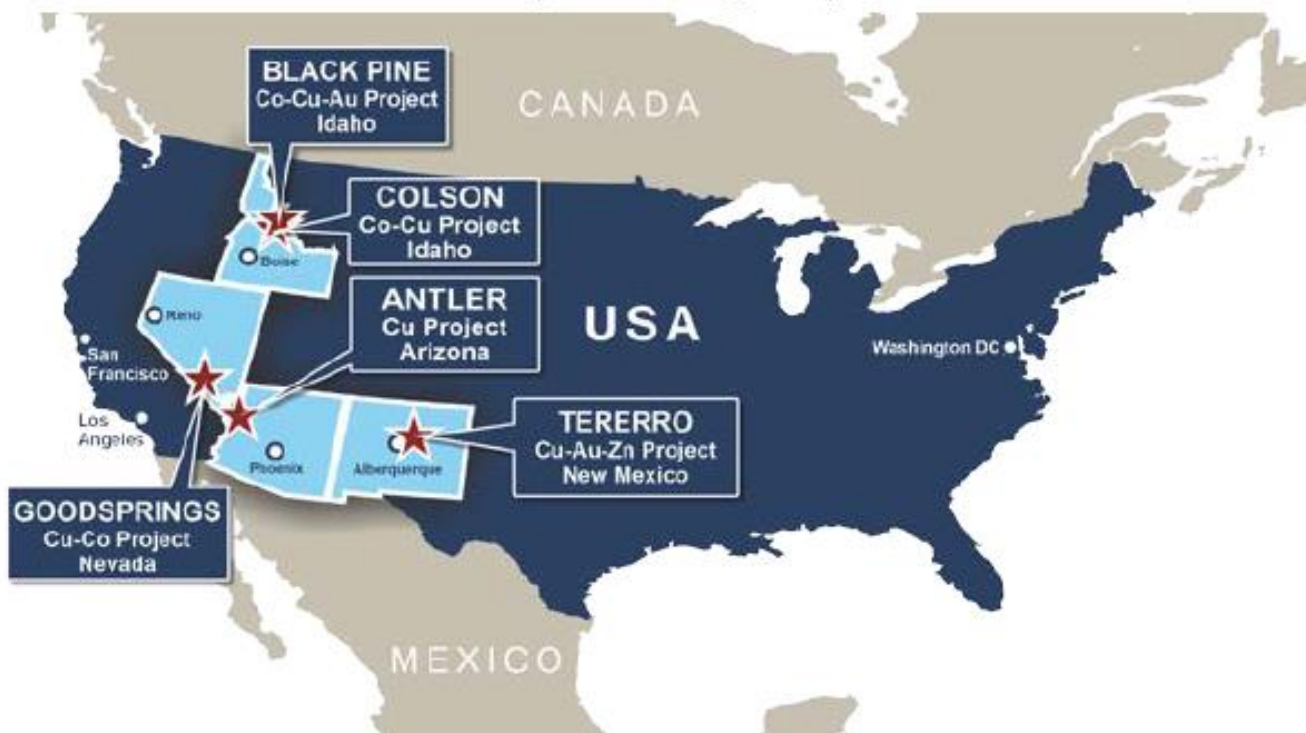 BLACK PINE
Co-Cu-Au Project
Idaho
CANADA
COLSON
Co-Cu Project
Idaho
Boise
ANTLER
Cu Project
Arizona
Reno
USA
Washington DC
San
Francisco
Los
Angeles
TERERRO
Cu-Au-Zn Project
New Mexico
Phoenix
Alberquerque
GOODSPRINGS
Cu-Co Project
Nevada
MEXICO